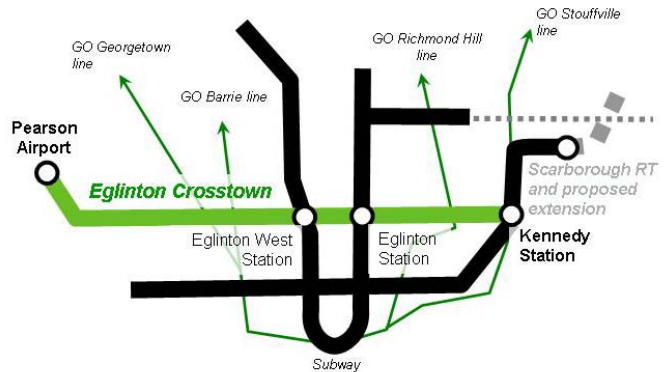 GO Stouffville
line
GO Georgetown
line
GO Richmond Hill
line
GO Barrie line
Pearson
Airport
Eglinton Crosstown
Scarborough RT
and proposed
extension
Eglinton West
Station
Eglinton
Station
Kennedy
Station
Subway